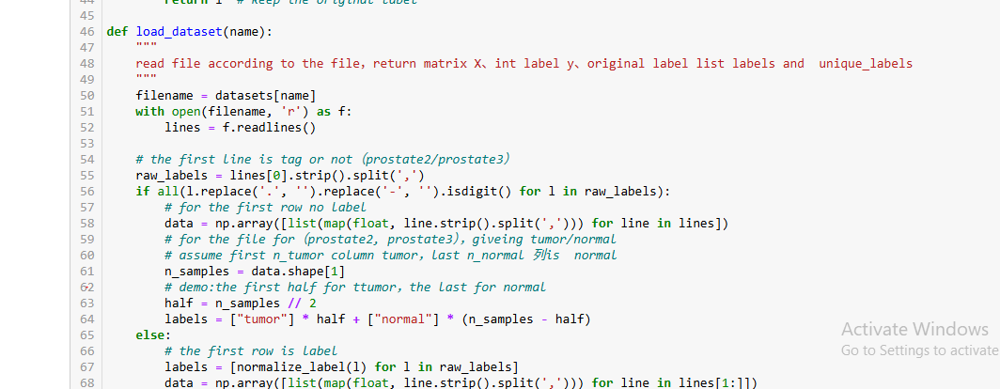 44 return l # keep the original label
45
46 def load_dataset(name):
47 """
48 read file according to the file，return matrix X、int label y、original label list labels and  unique_labels
49 """
50 filename = datasets[name]
51 with open(filename, 'r') as f:
52 lines = f.readlines()
53
54 # the first line is tag or not（prostate2/prostate3）
55 raw_labels = lines[0].strip().split(',')
56 if all(l.replace('.', '').replace('-', '').isdigit() for l in raw_labels):
57 # for the first row no label
58 data = np.array([list(map(float, line.strip().split(','))) for line in lines])
59 # for the file for（prostate2, prostate3），giveing tumor/normal
60 # assume first n_tumor column tumor，last n_normal 列is  normal
61 n_samples = data.shape[1]
62 # demo:the first half for ttumor，the last for normal
63 half = n_samples // 2
64 labels = ["tumor"] * half + ["normal"] * (n_samples - half)
65 else:
66 # the first row is label
67 labels = [normalize_label(l) for l in raw_labels]
68 data = np.array([list(map(float, line.strip().split(','))) for line in lines[1:]])
Activate Windows
Go to Settings to activate